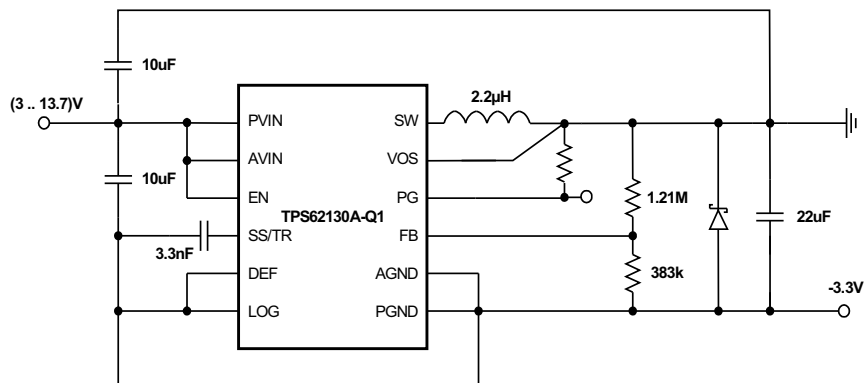 10uF
2.2µH
(3 .. 13.7)V
PVIN
SW
AVIN
VOS
10uF
EN
PG
1.21M
TPS62130A-Q1
22uF
SS/TR
FB
3.3nF
DEF
AGND
383k
-3.3V
LOG
PGND